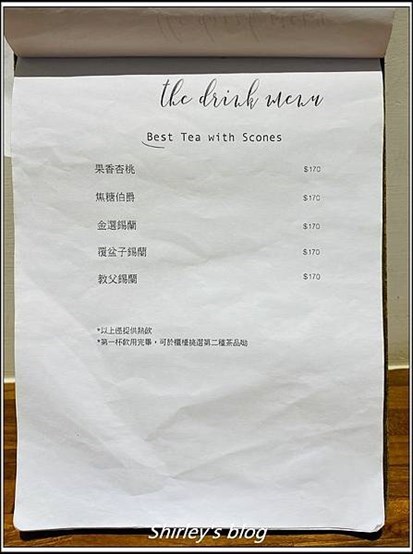 the drink menu
Best Tea with Scones
果香杏桃 $170
焦糖伯爵 $170
金選錫蘭 $170
覆盆子錫蘭 $170
教父錫蘭 $170
*以上僅提供熱飲
*第一杯飲用完畢，可於櫃檯挑選第二種茶品呦
Shirley's blog